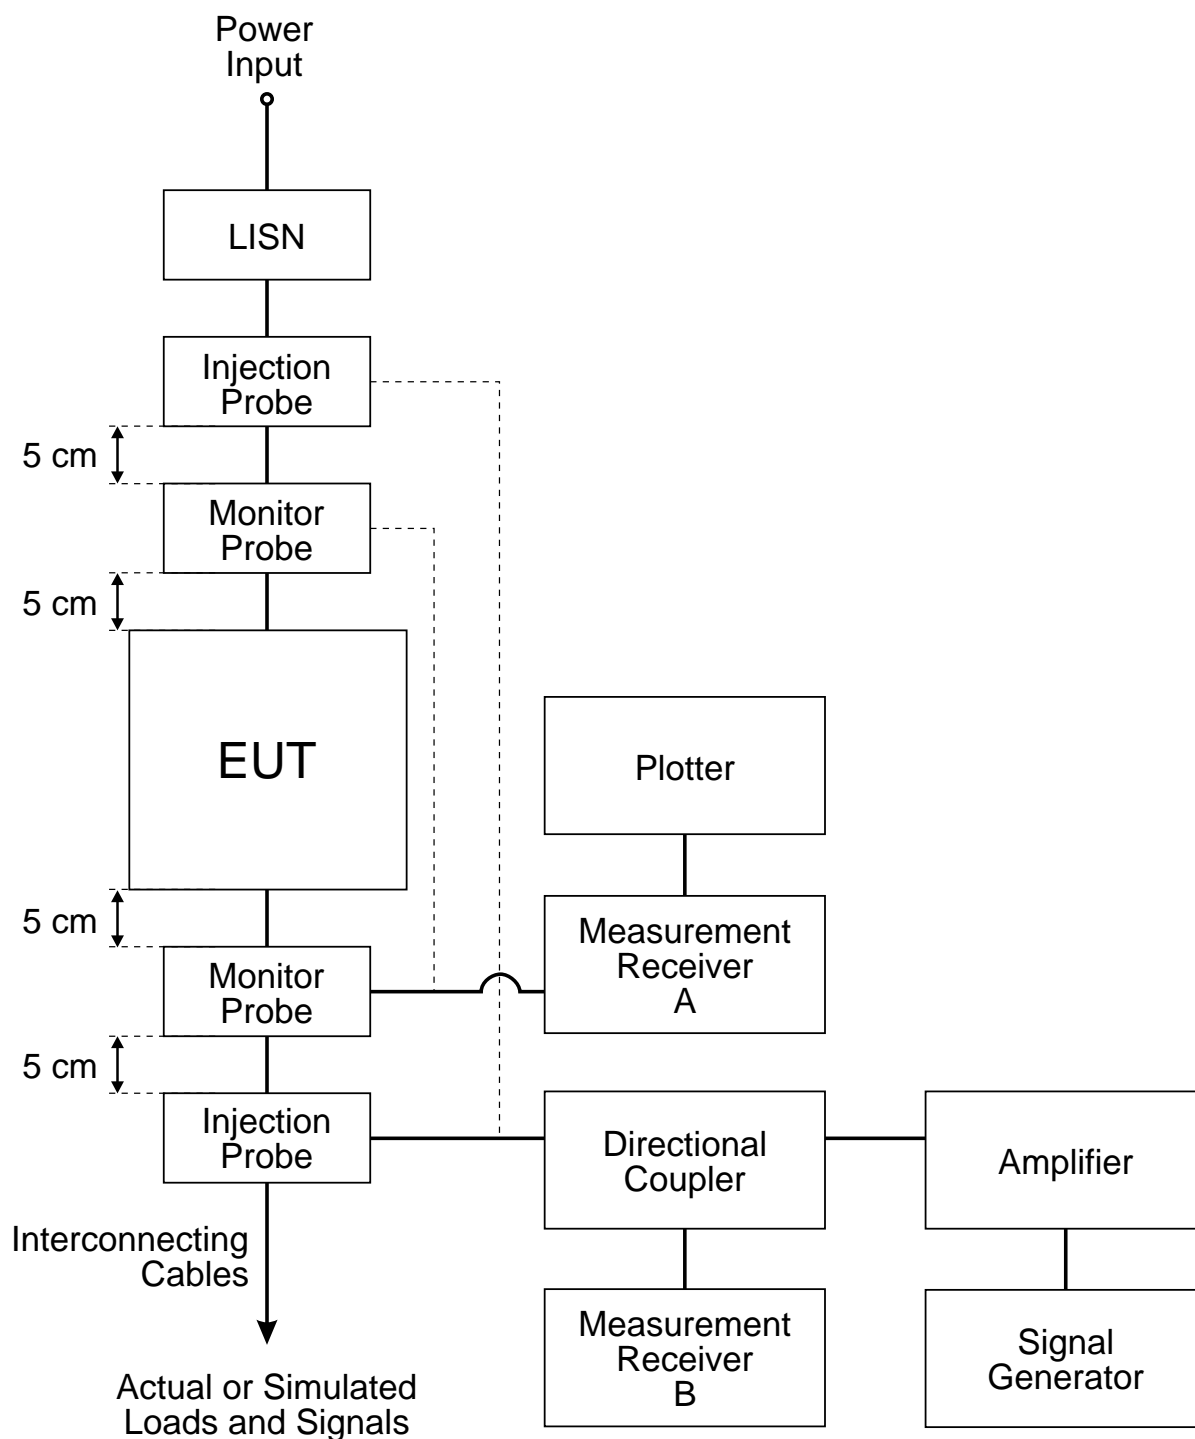 Power
Input
LISN
Injection
Probe
5 cm
Monitor
Probe
5 cm
EUT
Plotter
5 cm
Measurement
Receiver
A
Monitor
Probe
5 cm
Injection
Probe
Directional
Coupler
Amplifier
Interconnecting
Cables
Measurement
Receiver
B
Signal
Generator
Actual or Simulated
Loads and Signals